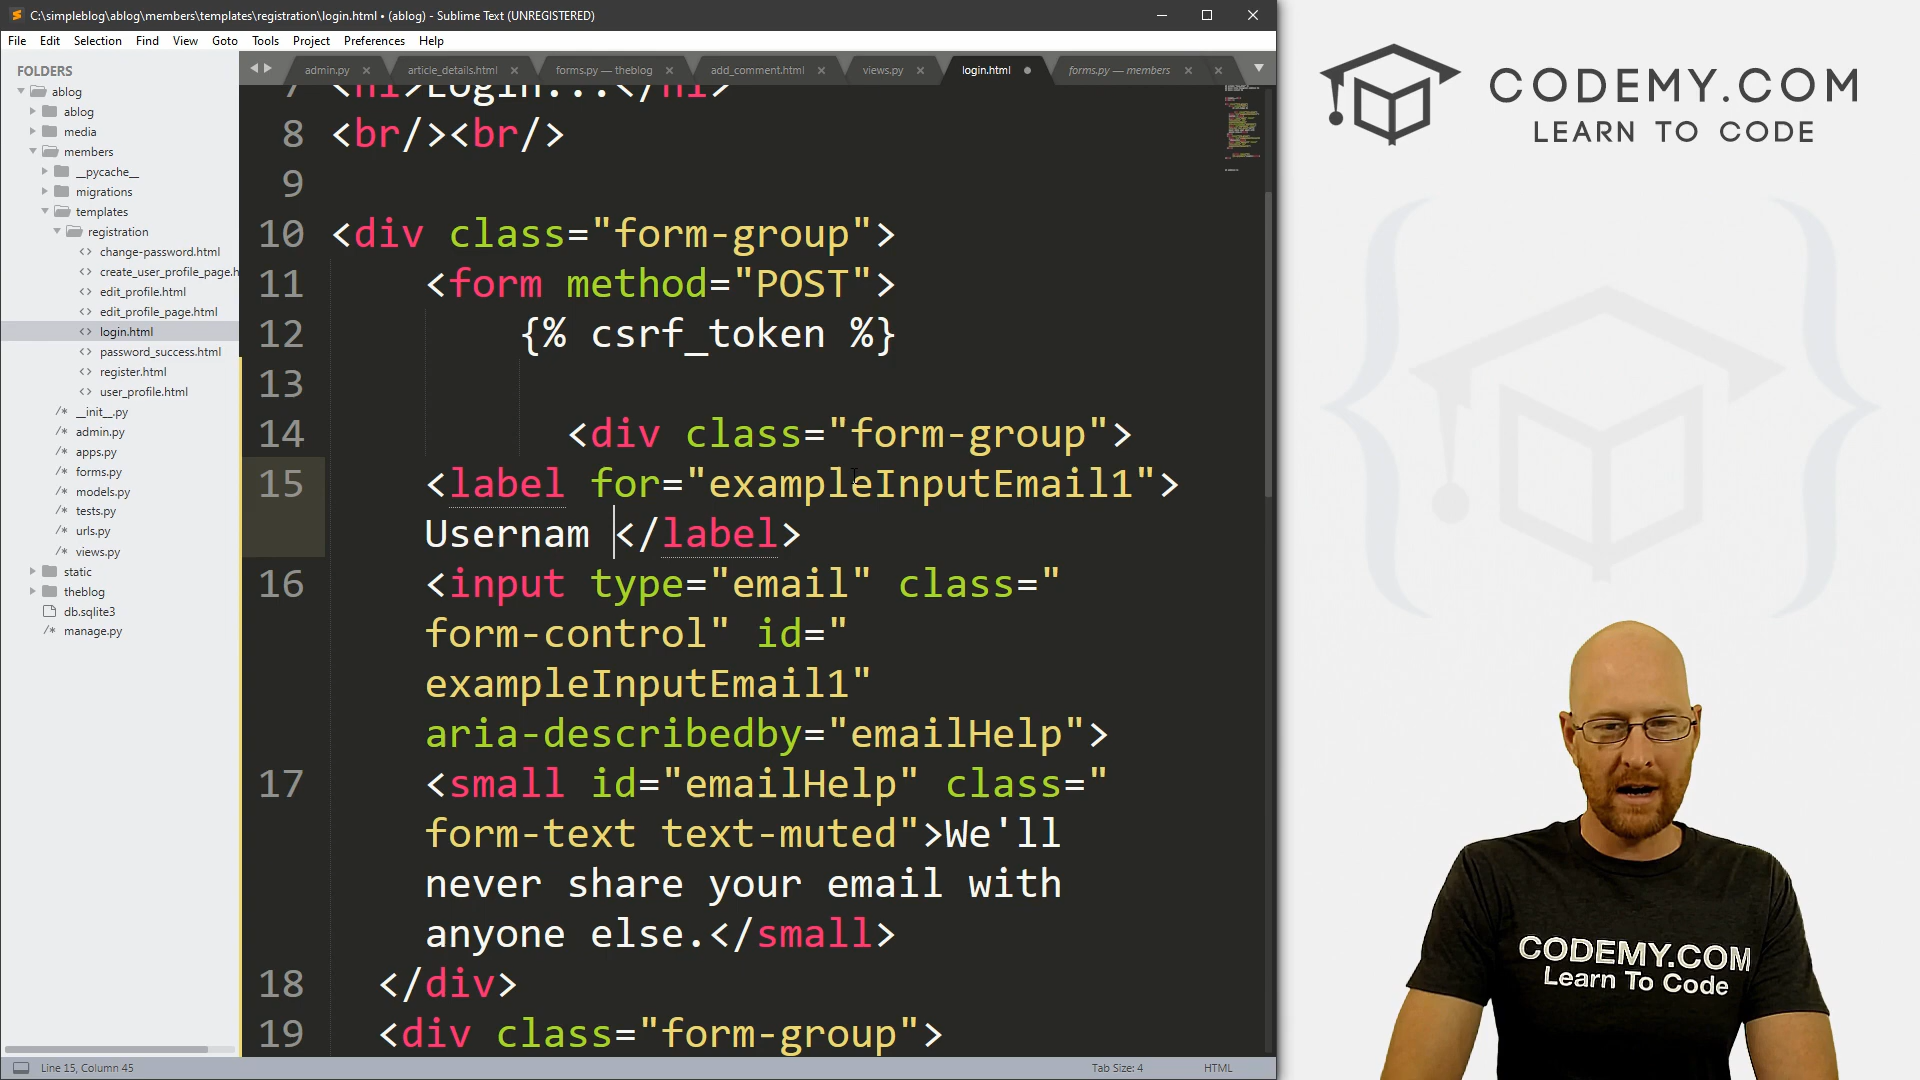 C:\simpleblog\ablog\members\templates\registration\login.html • (ablog) - Sublime Text (UNREGISTERED)
File Edit Selection Find View Goto Tools Project Preferences Help
FOLDERS
ablog
ablog
media
members
__pycache__
migrations
templates
registration
change-password.html
create_user_profile_page.h
edit_profile.html
edit_profile_page.html
login.html
password_success.html
register.html
user_profile.html
__init__.py
admin.py
apps.py
forms.py
models.py
tests.py
urls.py
views.py
static
theblog
db.sqlite3
manage.py
admin.py article_details.html forms.py — theblog add_comment.html views.py login.html forms.py — members
7 <h1>Login...</h1>
8 <br/><br/>
9
10 <div class="form-group">
11 <form method="POST">
12 {% csrf_token %}
13
14 <div class="form-group">
15 <label for="exampleInputEmail1">
Usernam </label>
16 <input type="email" class="
form-control" id="
exampleInputEmail1"
aria-describedby="emailHelp">
17 <small id="emailHelp" class="
form-text text-muted">We'll
never share your email with
anyone else.</small>
18 </div>
19 <div class="form-group">
Line 15, Column 45
Tab Size: 4
HTML
CODEMY.COM
LEARN TO CODE
CODEMY.COM
Learn To Code